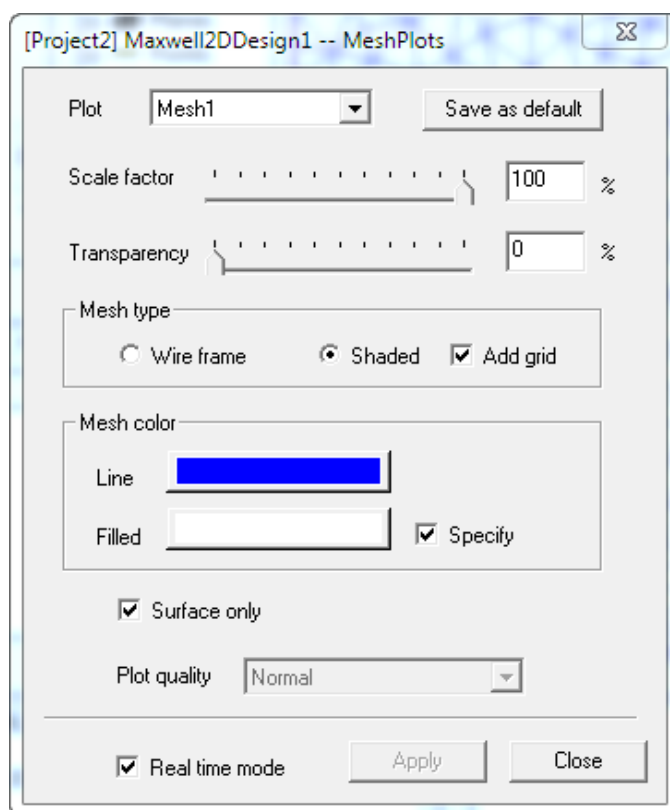 [Project2] Maxwell2DDesign1 -- MeshPlots
Plot Mesh1 Save as default
Scale factor 100 %
Transparency 0 %
Mesh type
Wire frame Shaded Add grid
Mesh color
Line
Filled Specify
Surface only
Plot quality Normal
Real time mode Apply Close